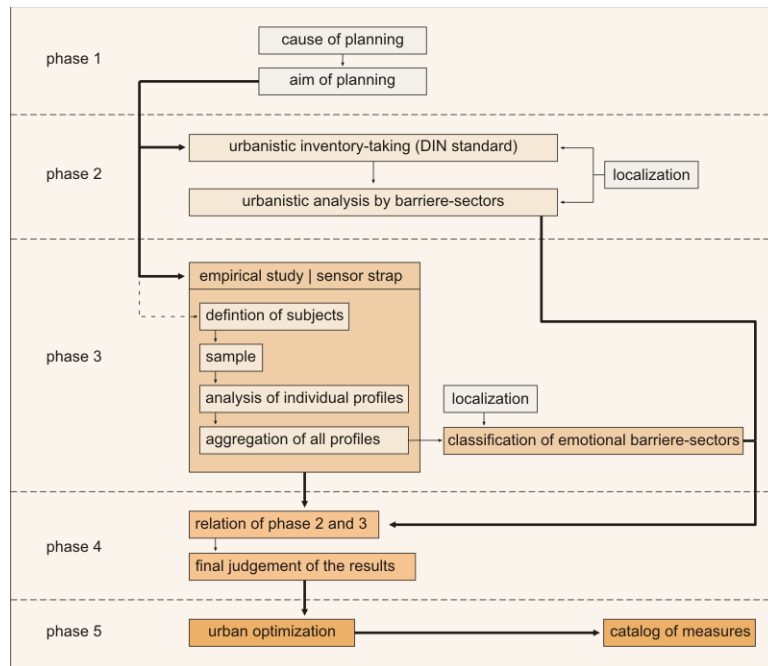 cause of planning
phase 1
aim of planning
urbanistic inventory-taking (DIN standard)
phase 2
localization
urbanistic analysis by barriere-sectors
empirical study | sensor strap
defintion of subjects
phase 3
sample
analysis of individual profiles
localization
aggregation of all profiles
classification of emotional barriere-sectors
relation of phase 2 and 3
phase 4
final judgement of the results
phase 5
urban optimization
catalog of measures